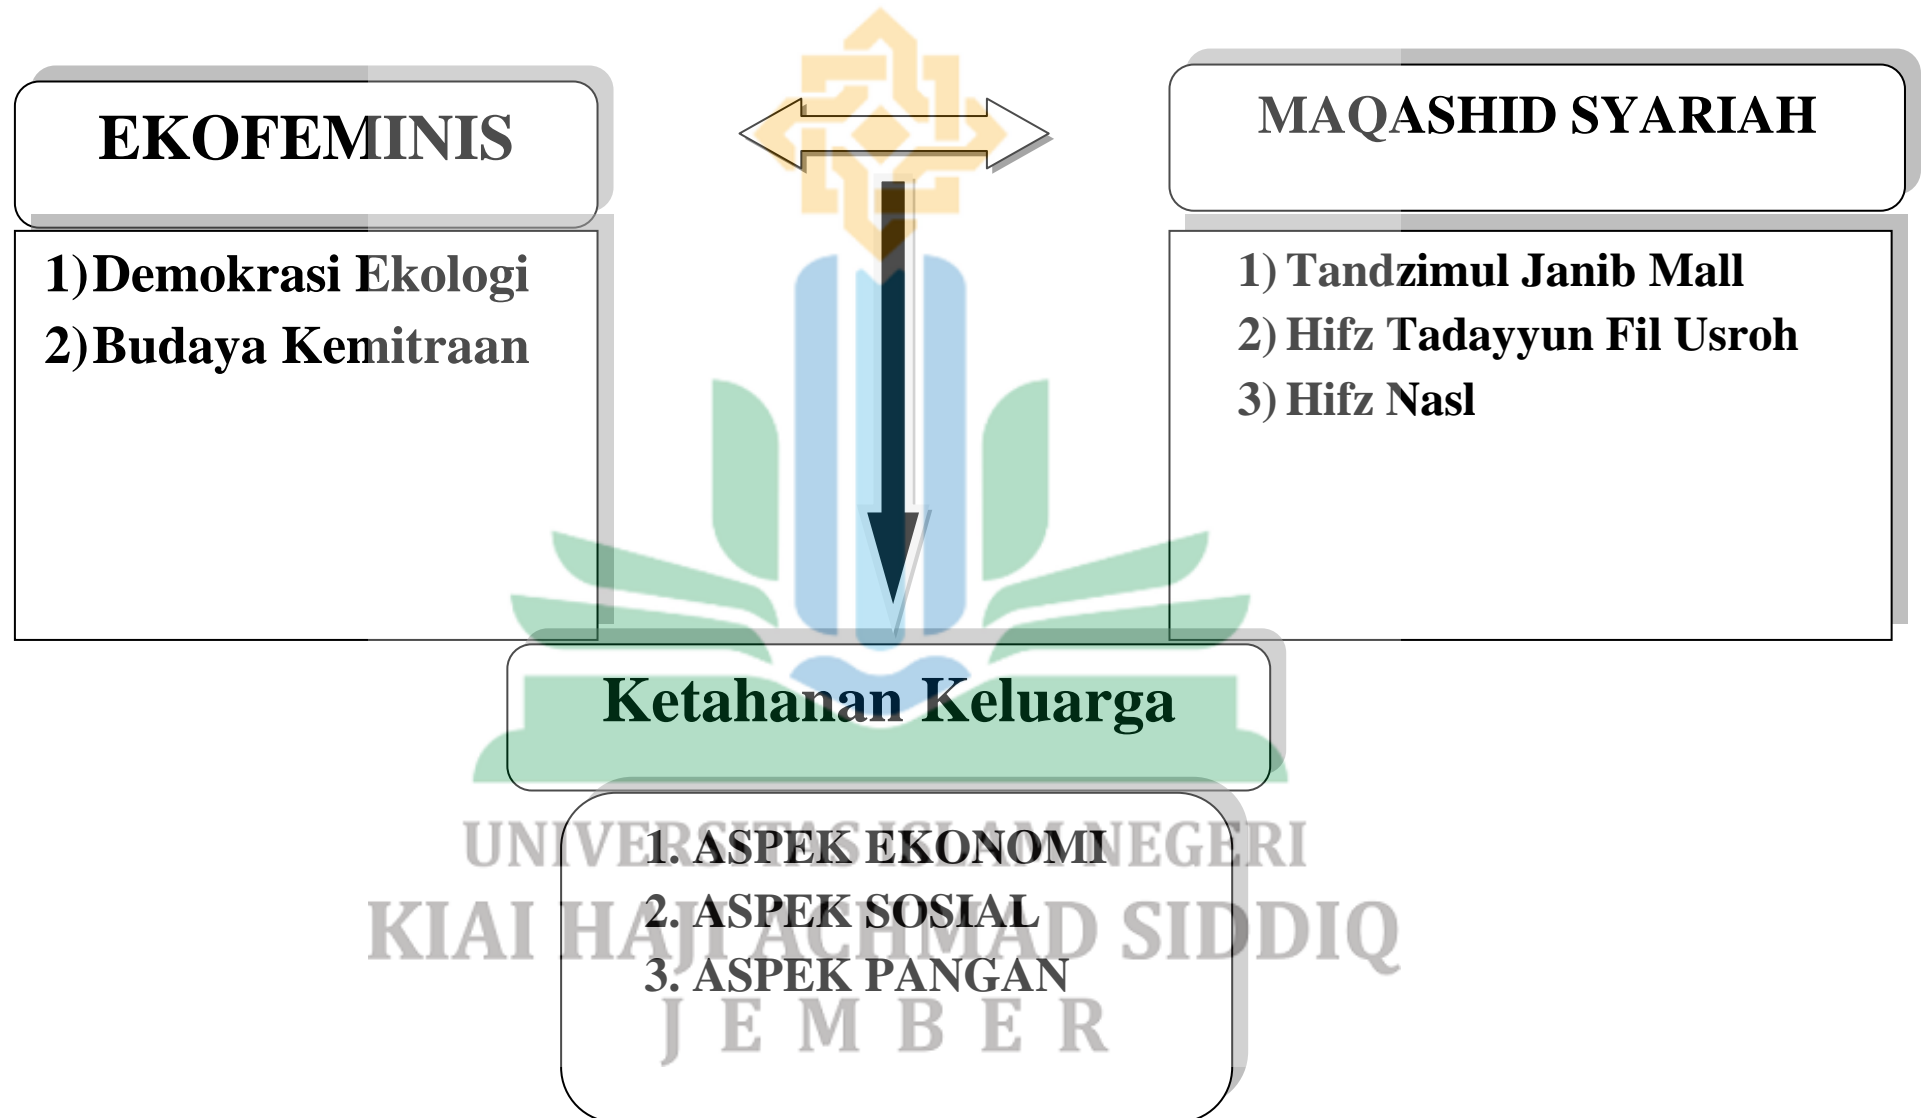 EKOFEMINIS
1)Demokrasi Ekologi
2)Budaya Kemitraan
MAQASHID SYARIAH
1) Tandzimul Janib Mall
2) Hifz Tadayyun Fil Usroh
3) Hifz Nasl
Ketahanan Keluarga
1. ASPEK EKONOMI
2. ASPEK SOSIAL
3. ASPEK PANGAN
UNIVERSITAS ISLAM NEGERI
KIAI HAJI ACHMAD SIDDIQ
JEMBER